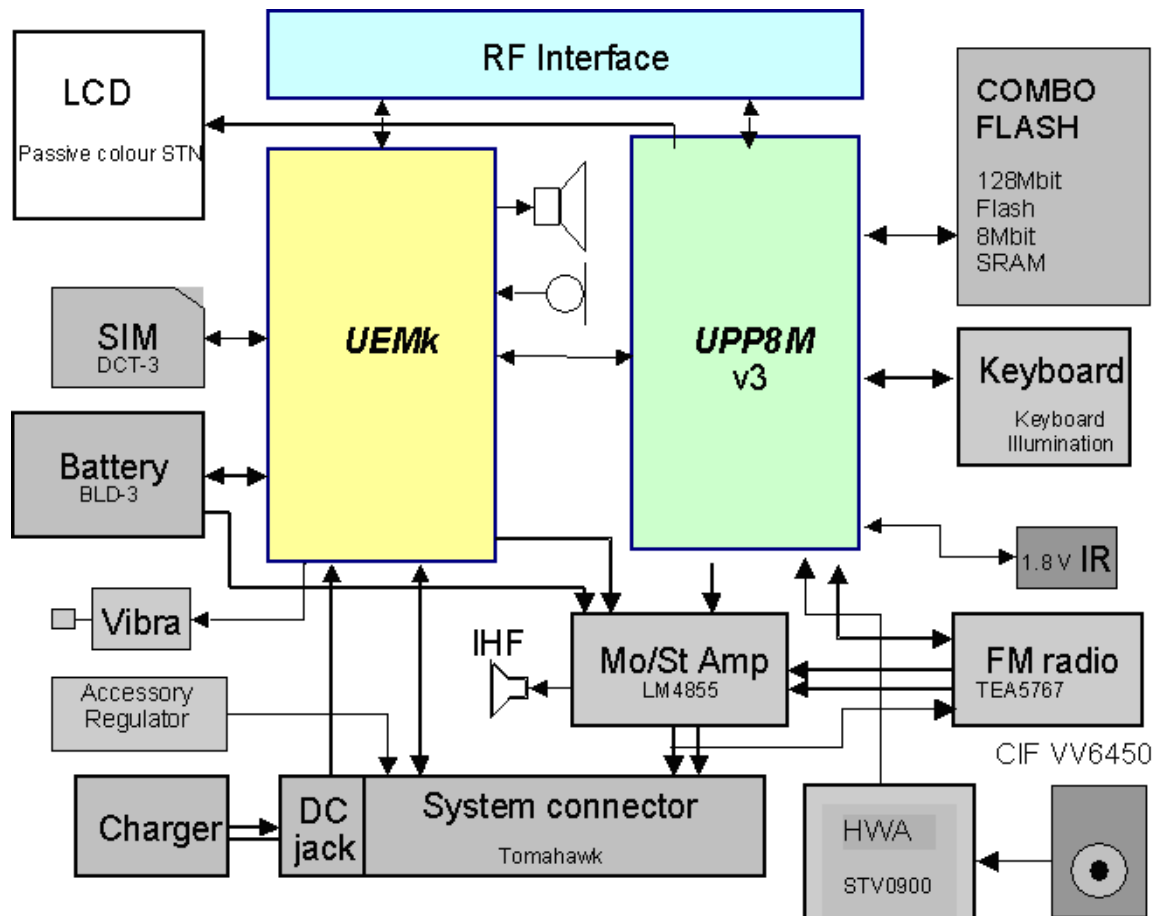 RF Interface
LCD
Passive colour STN
COMBO
FLASH
128Mbit
Flash
8Mbit
SRAM
UEMk
UPP8M
v3
SIM
DCT-3
Keyboard
Keyboard
Illumination
Battery
BLD-3
1.8 V IR
Vibra
IHF
Mo/St Amp
LM4855
FM radio
TEA5767
Accessory
Regulator
CIF VV6450
Charger
DC
jack
System connector
Tomahawk
HWA
STV0900